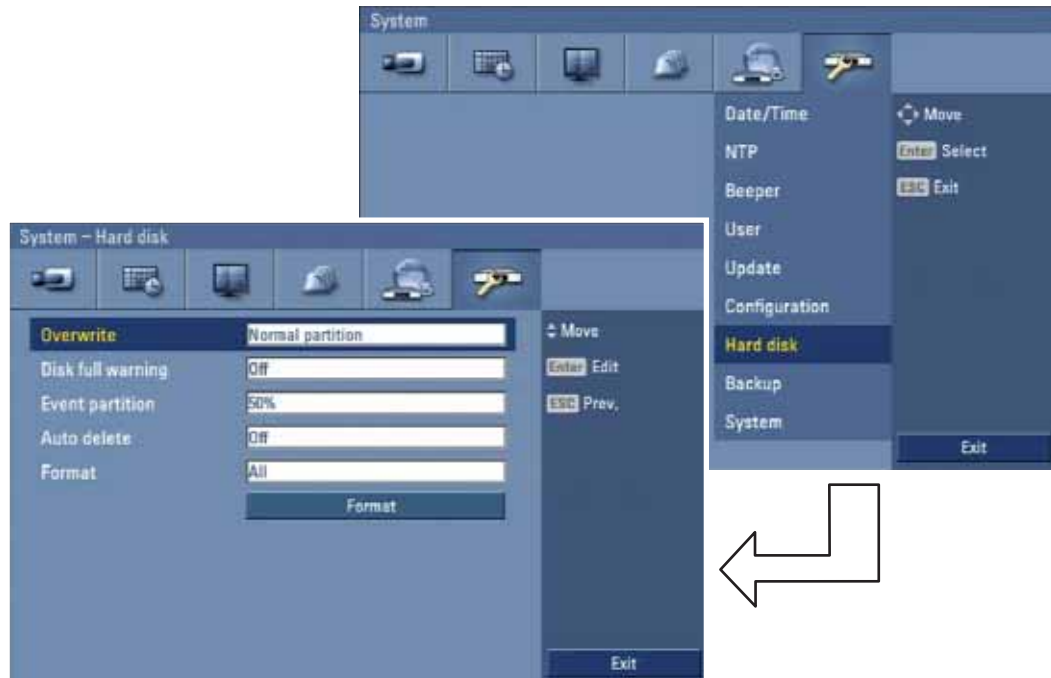 System
Date/Time
NTP
Beeper
User
Update
Configuration
Hard disk
Backup
System
Move
Enter Select
ESC Exit
Exit
System – Hard disk
Overwrite Normal partition
Disk full warning Off
Event partition 50%
Auto delete Off
Format All
Format
Move
Enter Edit
ESC Prev.
Exit